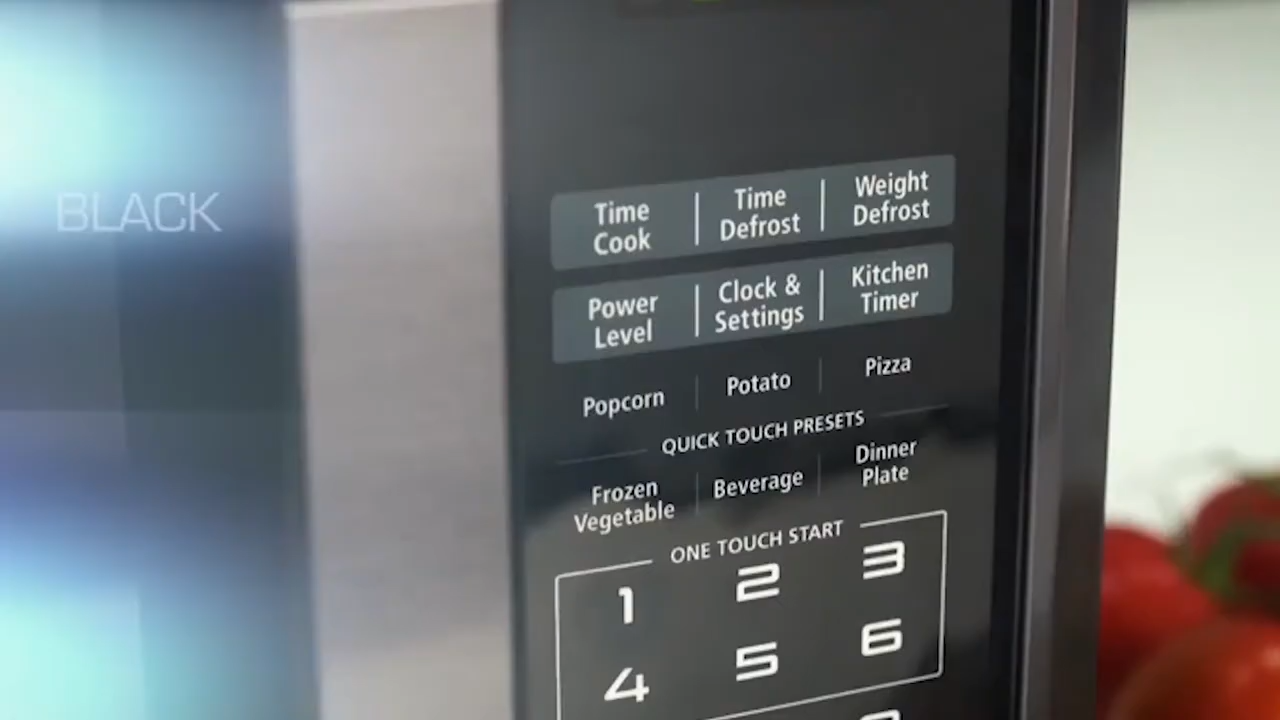 BLACK
Time Cook | Time Defrost | Weight Defrost
Power Level | Clock & Settings | Kitchen Timer
Popcorn | Potato | Pizza
QUICK TOUCH PRESETS
Frozen Vegetable | Beverage | Dinner Plate
ONE TOUCH START
1 2 3
4 5 6